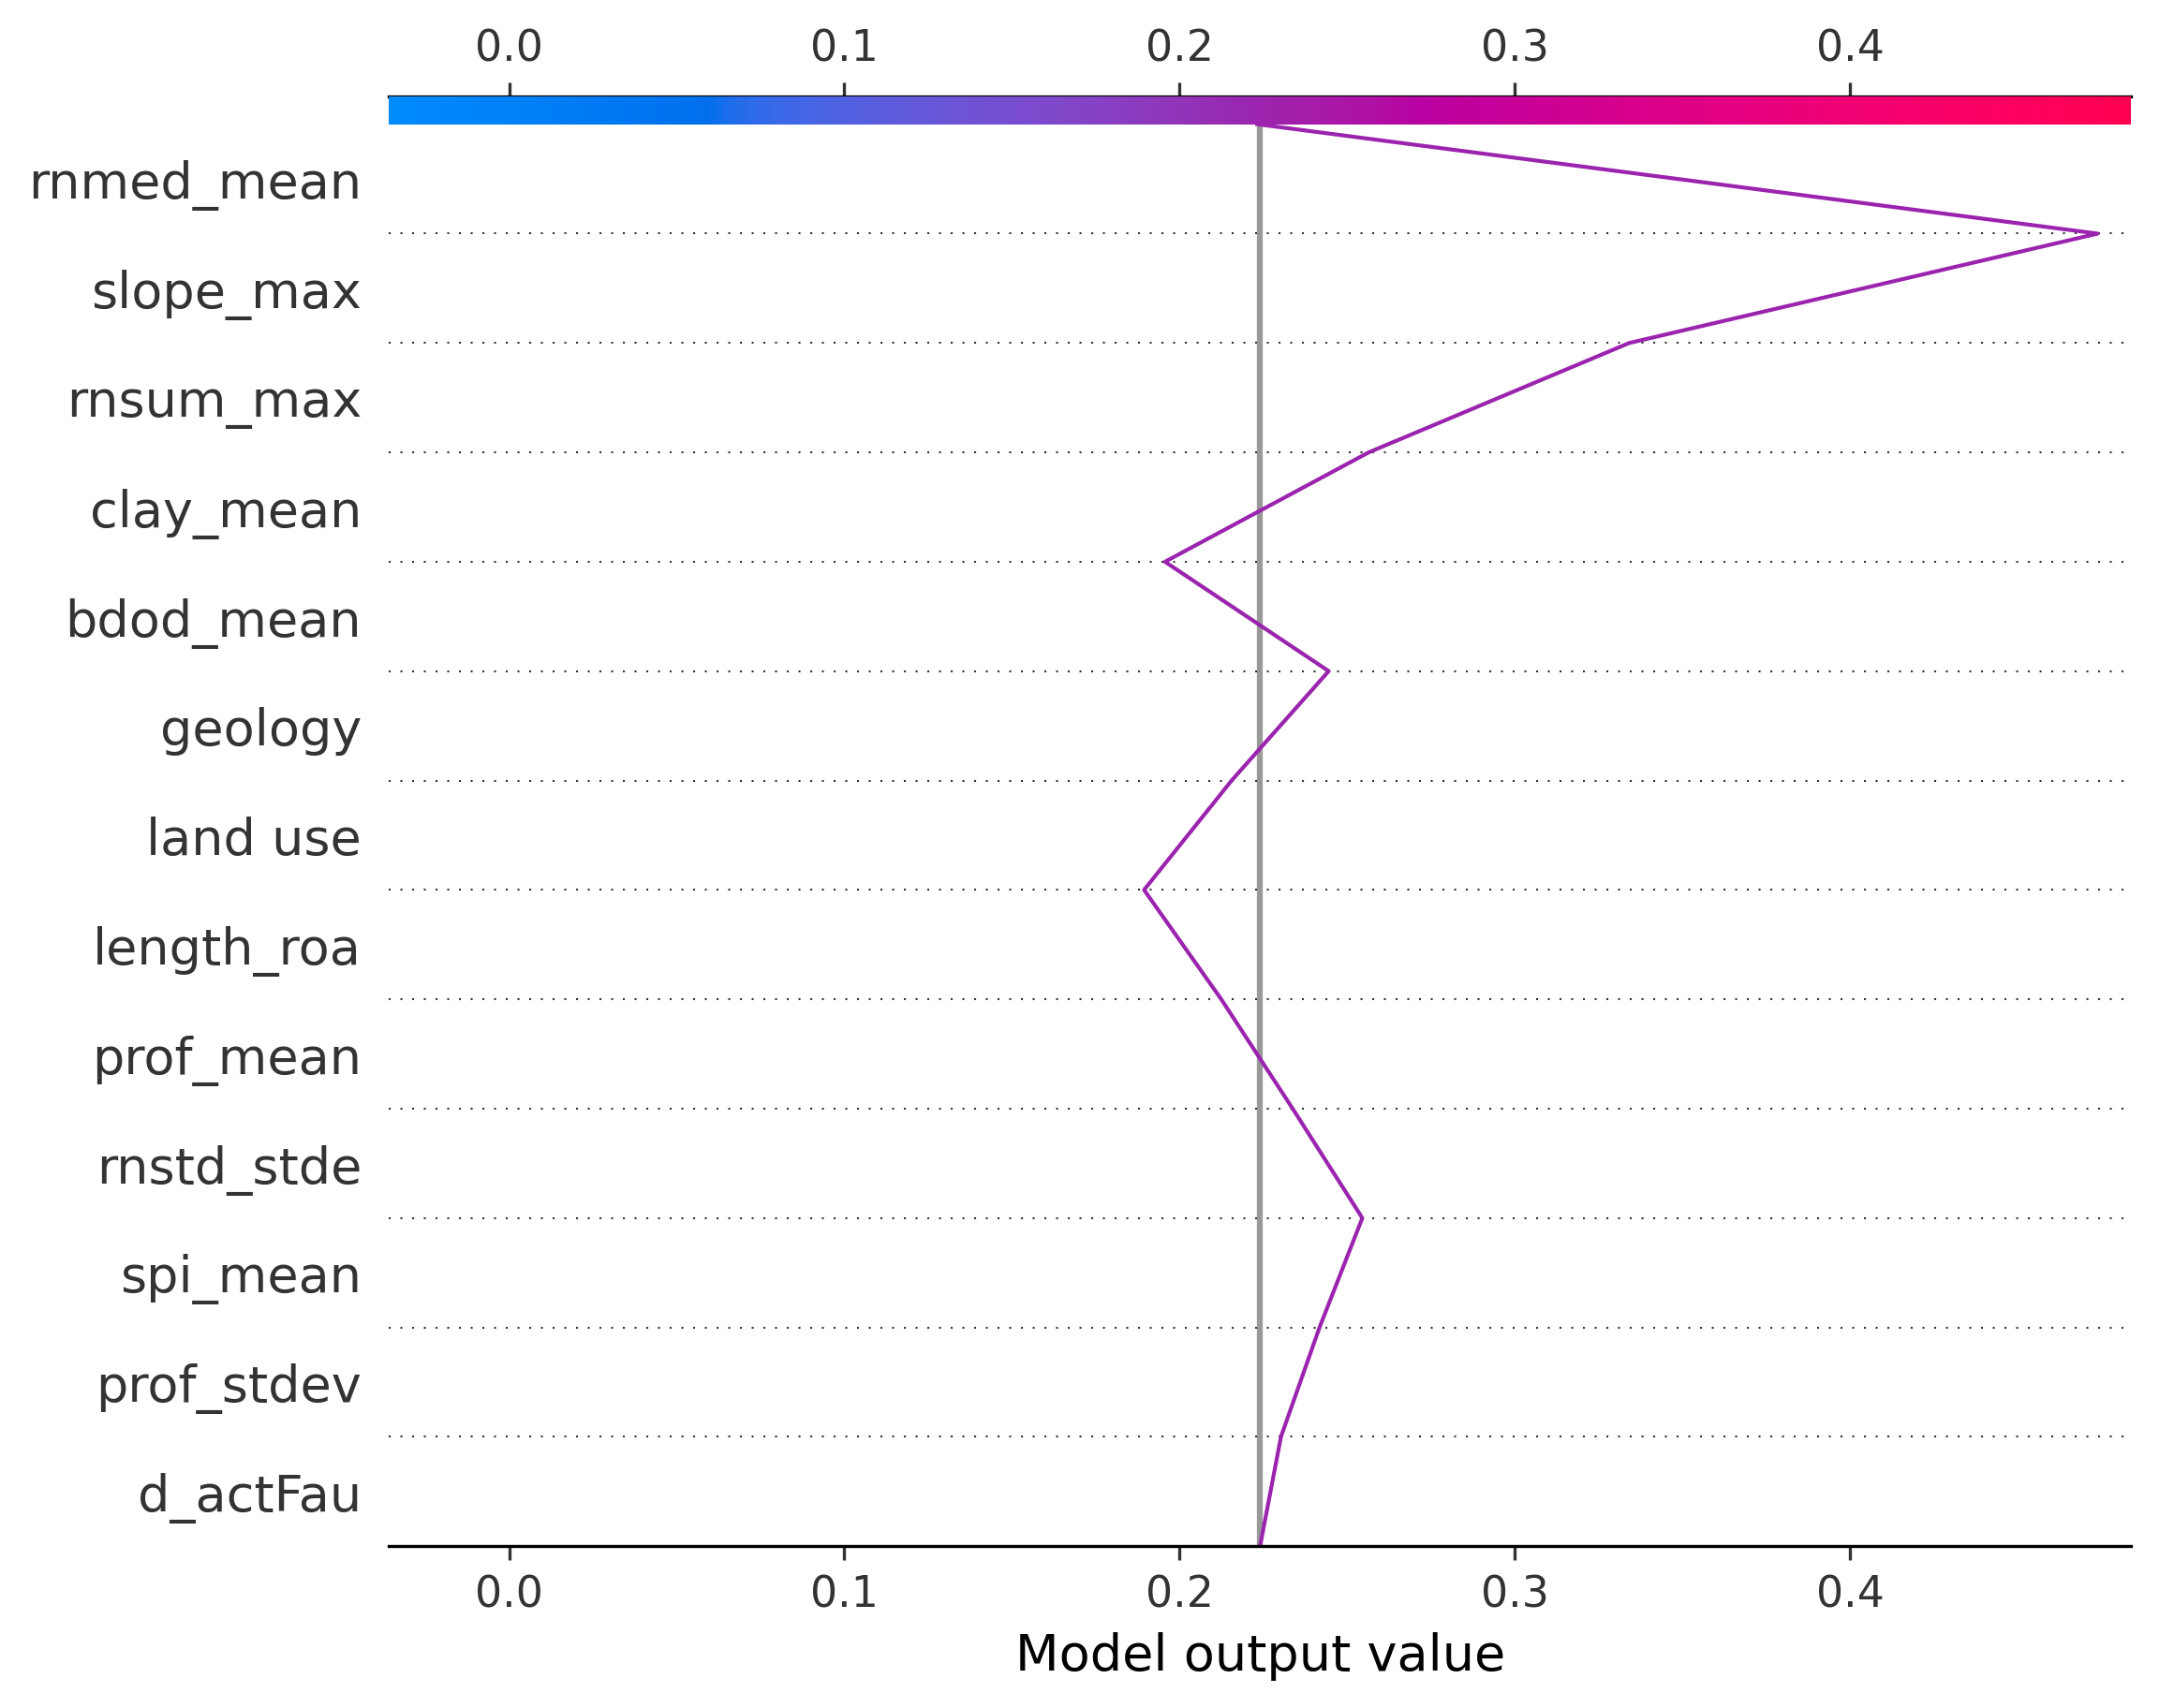 0.0 0.1 0.2 0.3 0.4
rnmed_mean
slope_max
rnsum_max
clay_mean
bdod_mean
geology
land use
length_roa
prof_mean
rnstd_stde
spi_mean
prof_stdev
d_actFau
0.0 0.1 0.2 0.3 0.4
Model output value